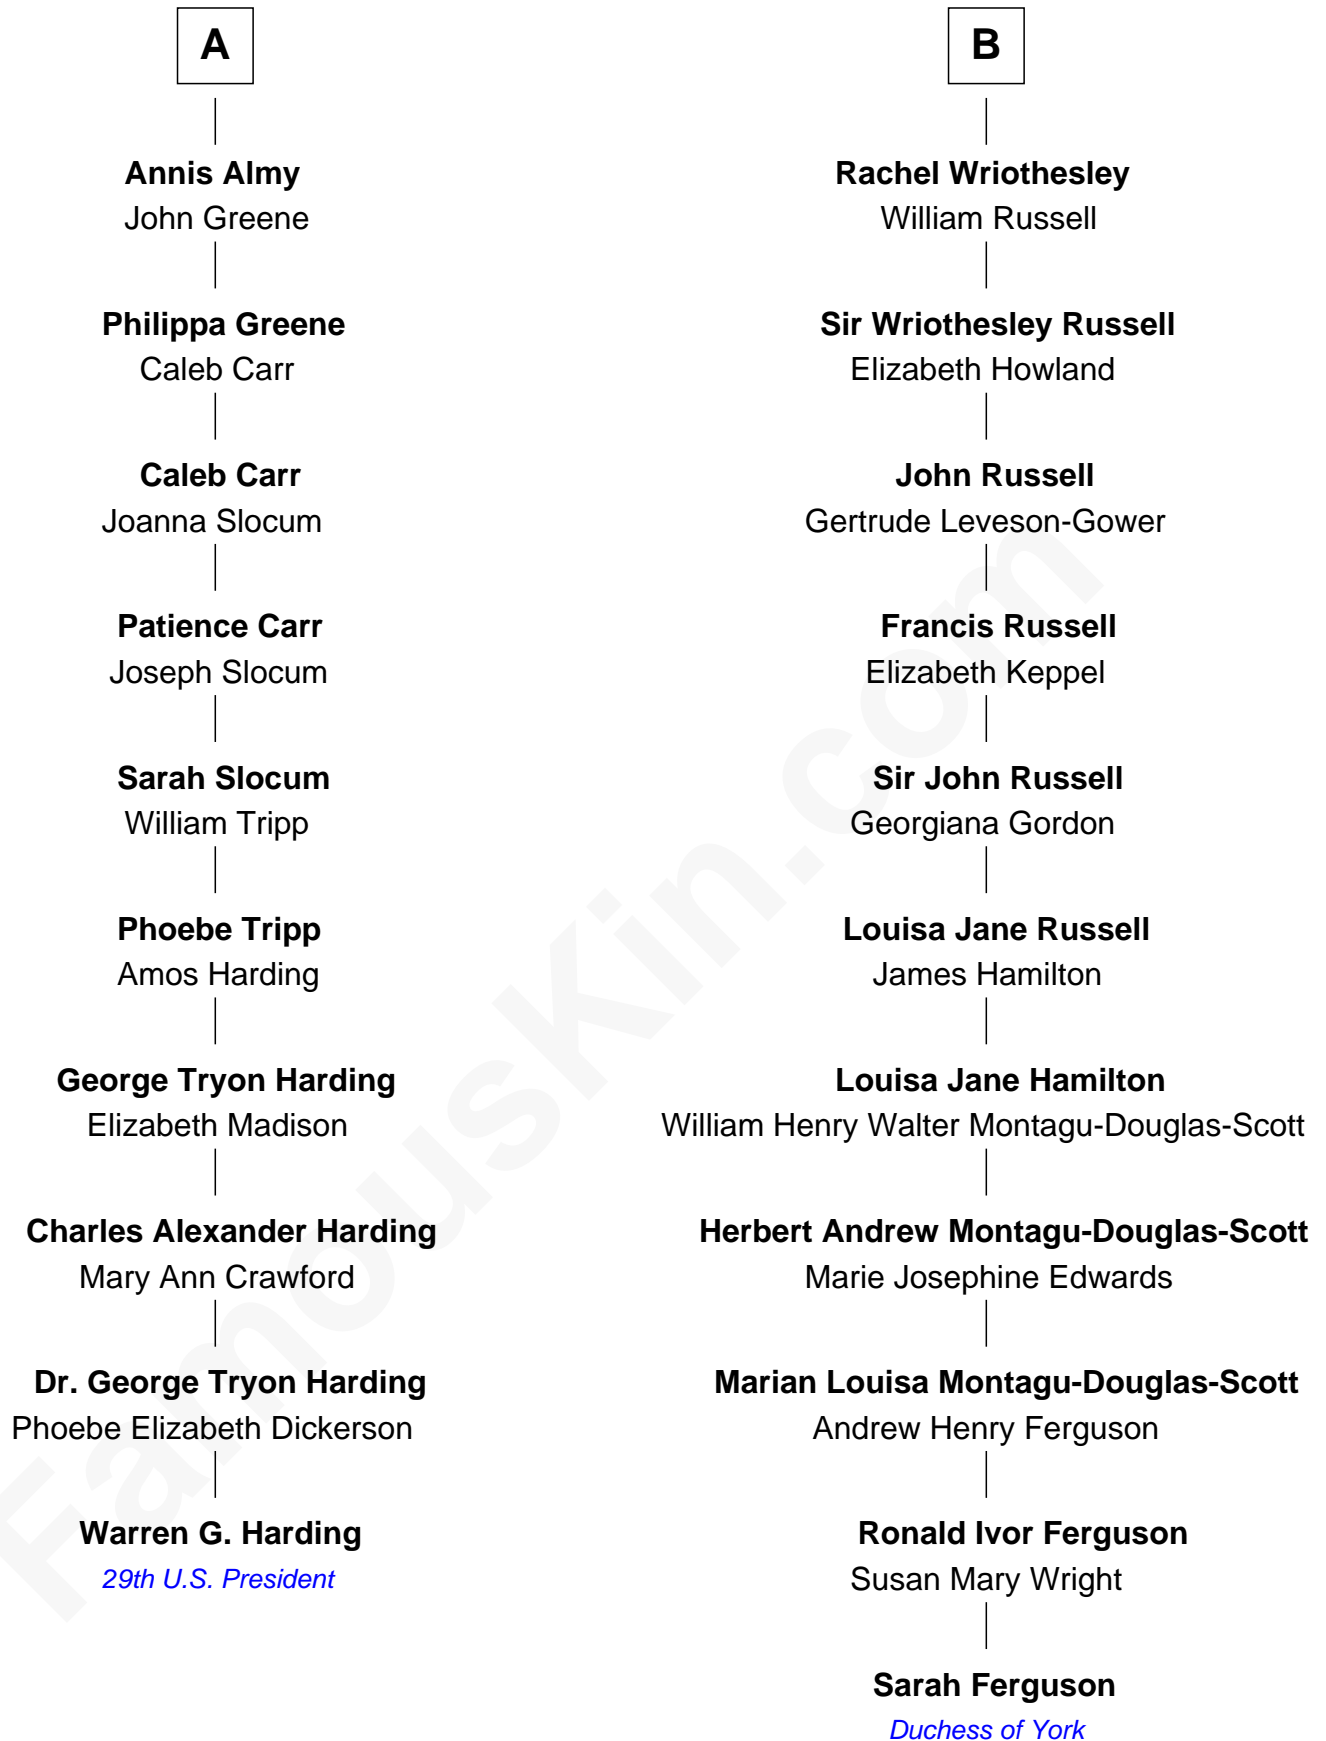 A
Annis Almy
John Greene
Philippa Greene
Caleb Carr
Caleb Carr
Joanna Slocum
Patience Carr
Joseph Slocum
Sarah Slocum
William Tripp
Phoebe Tripp
Amos Harding
George Tryon Harding
Elizabeth Madison
Charles Alexander Harding
Mary Ann Crawford
Dr. George Tryon Harding
Phoebe Elizabeth Dickerson
Warren G. Harding
29th U.S. President
B
Rachel Wriothesley
William Russell
Sir Wriothesley Russell
Elizabeth Howland
John Russell
Gertrude Leveson-Gower
Francis Russell
Elizabeth Keppel
Sir John Russell
Georgiana Gordon
Louisa Jane Russell
James Hamilton
Louisa Jane Hamilton
William Henry Walter Montagu-Douglas-Scott
Herbert Andrew Montagu-Douglas-Scott
Marie Josephine Edwards
Marian Louisa Montagu-Douglas-Scott
Andrew Henry Ferguson
Ronald Ivor Ferguson
Susan Mary Wright
Sarah Ferguson
Duchess of York
FamousKin.com